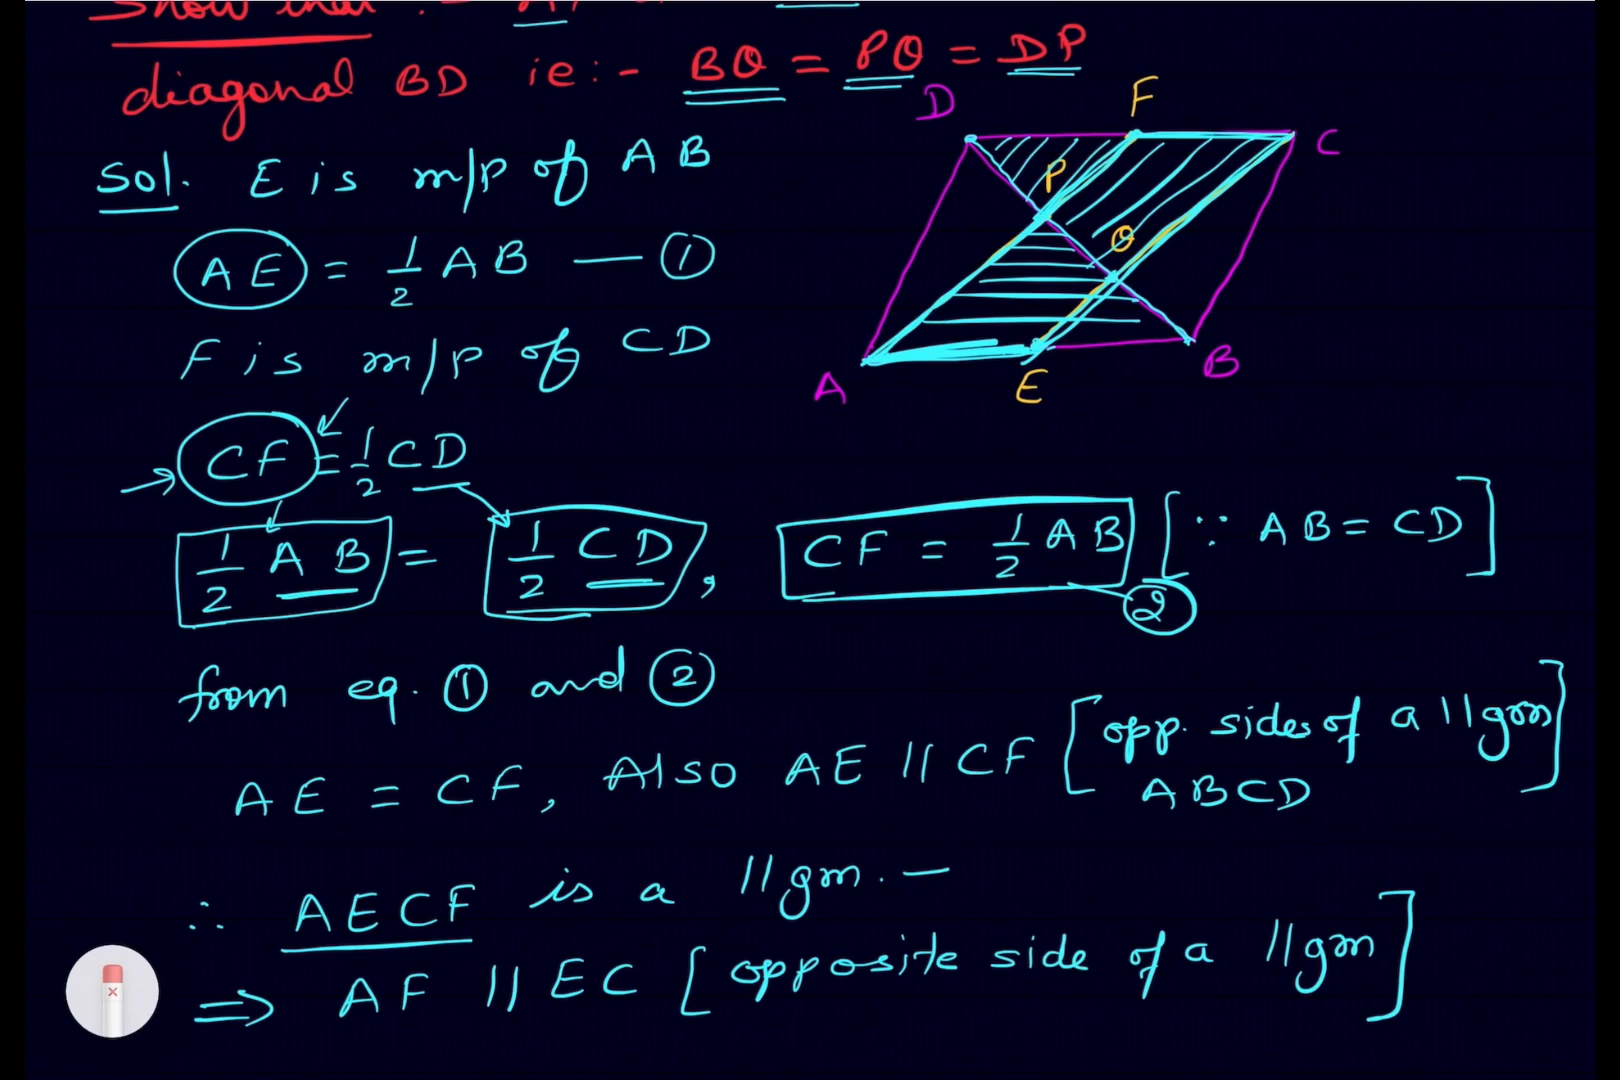 Show that :-
diagonal BD ie:- BQ = PQ = DP
D F C
P
Q
A E B
Sol. E is m/p of AB
AE = 1/2 AB — ①
F is m/p of CD
CF = 1/2 CD
1/2 AB = 1/2 CD, CF = 1/2 AB [∵ AB = CD]
②
from eq. ① and ②
AE = CF, Also AE || CF [opp. sides of a ||gm
ABCD]
∴ AECF is a ||gm. —
⇒ AF || EC [opposite side of a ||gm]